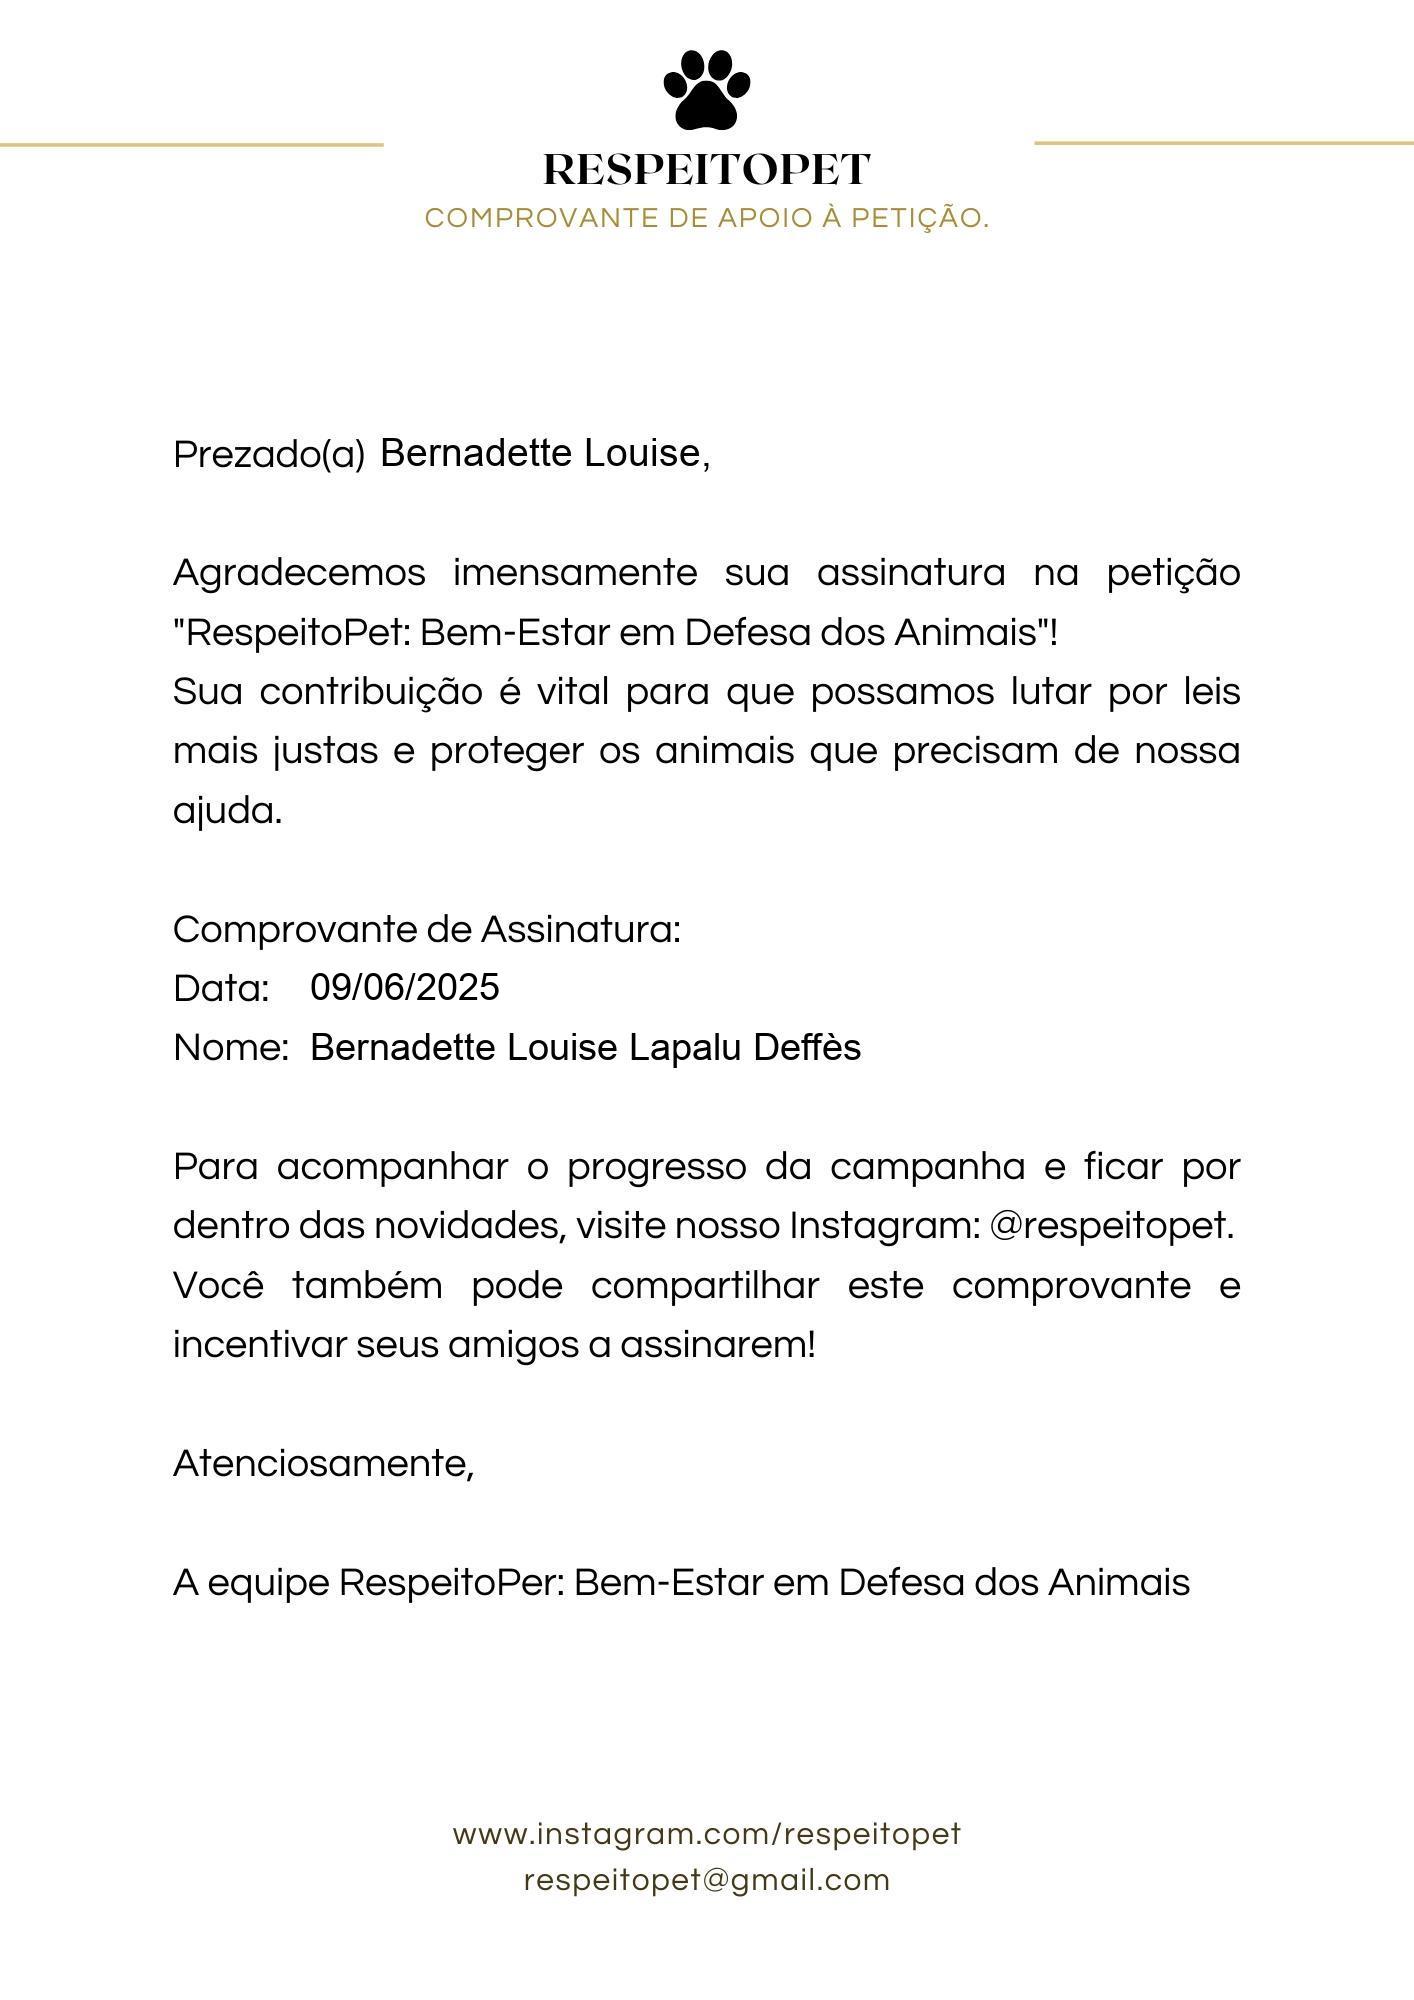 RESPEITOPET
COMPROVANTE DE APOIO À PETIÇÃO.
Prezado(a) Bernadette Louise,
Agradecemos imensamente sua assinatura na petição
"RespeitoPet: Bem-Estar em Defesa dos Animais"!
Sua contribuição é vital para que possamos lutar por leis
mais justas e proteger os animais que precisam de nossa
ajuda.
Comprovante de Assinatura:
Data: 09/06/2025
Nome: Bernadette Louise Lapalu Deffès
Para acompanhar o progresso da campanha e ficar por
dentro das novidades, visite nosso Instagram: @respeitopet.
Você também pode compartilhar este comprovante e
incentivar seus amigos a assinarem!
Atenciosamente,
A equipe RespeitoPer: Bem-Estar em Defesa dos Animais
www.instagram.com/respeitopet
respeitopet@gmail.com